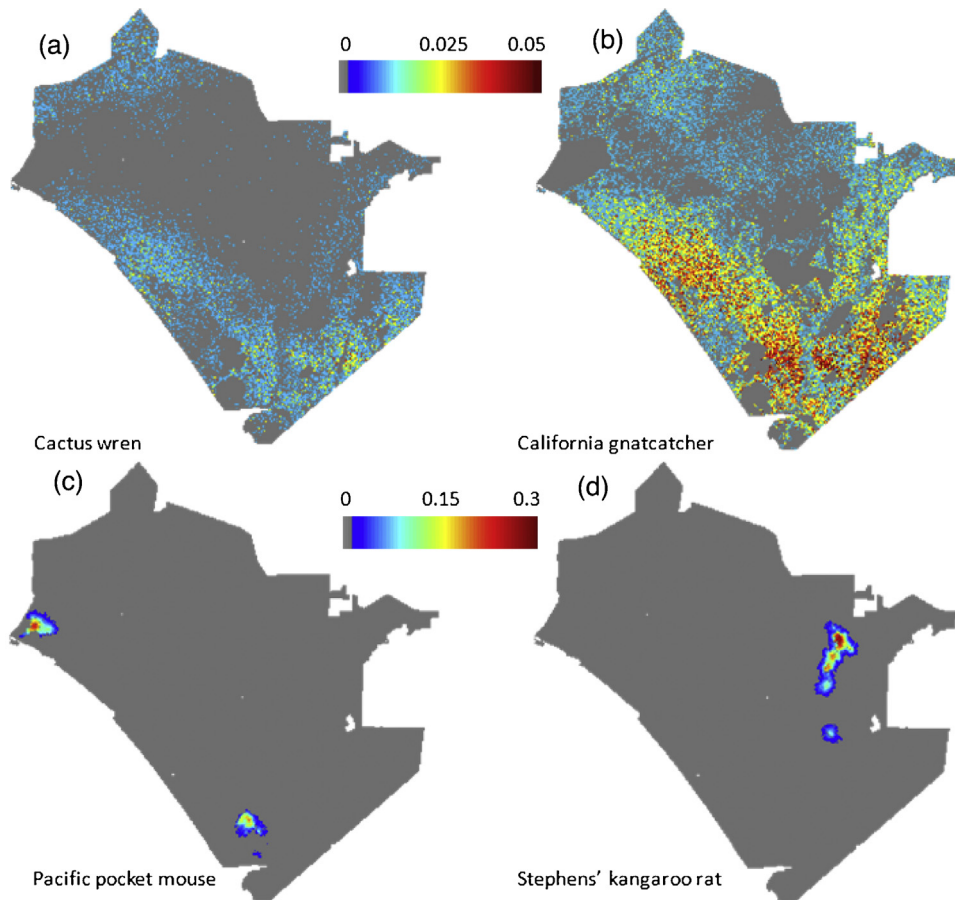 (a)
0 0.025 0.05
(b)
Cactus wren
California gnatcatcher
(c)
0 0.15 0.3
(d)
Pacific pocket mouse
Stephens’ kangaroo rat